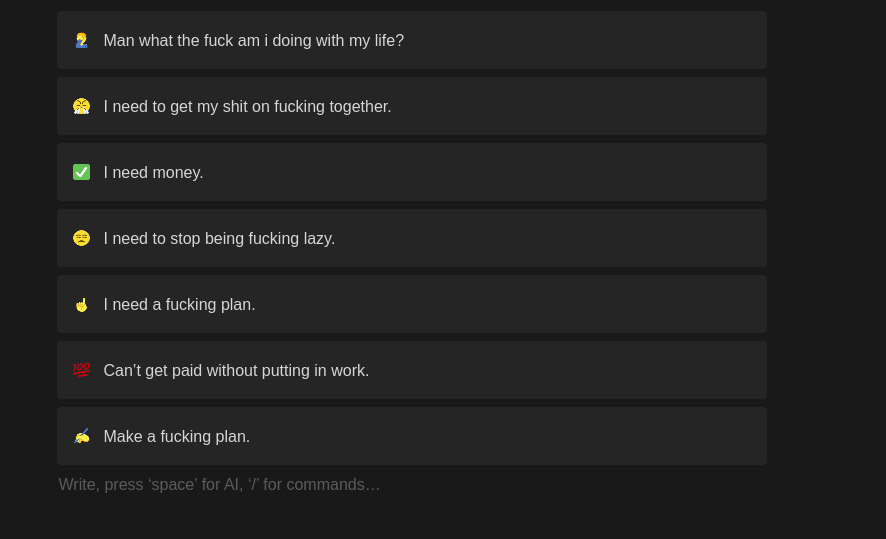 🤦‍♂️ Man what the fuck am i doing with my life?
😤 I need to get my shit on fucking together.
✅ I need money.
😒 I need to stop being fucking lazy.
☝️ I need a fucking plan.
💯 Can’t get paid without putting in work.
✍️ Make a fucking plan.
Write, press ‘space’ for AI, ‘/’ for commands…